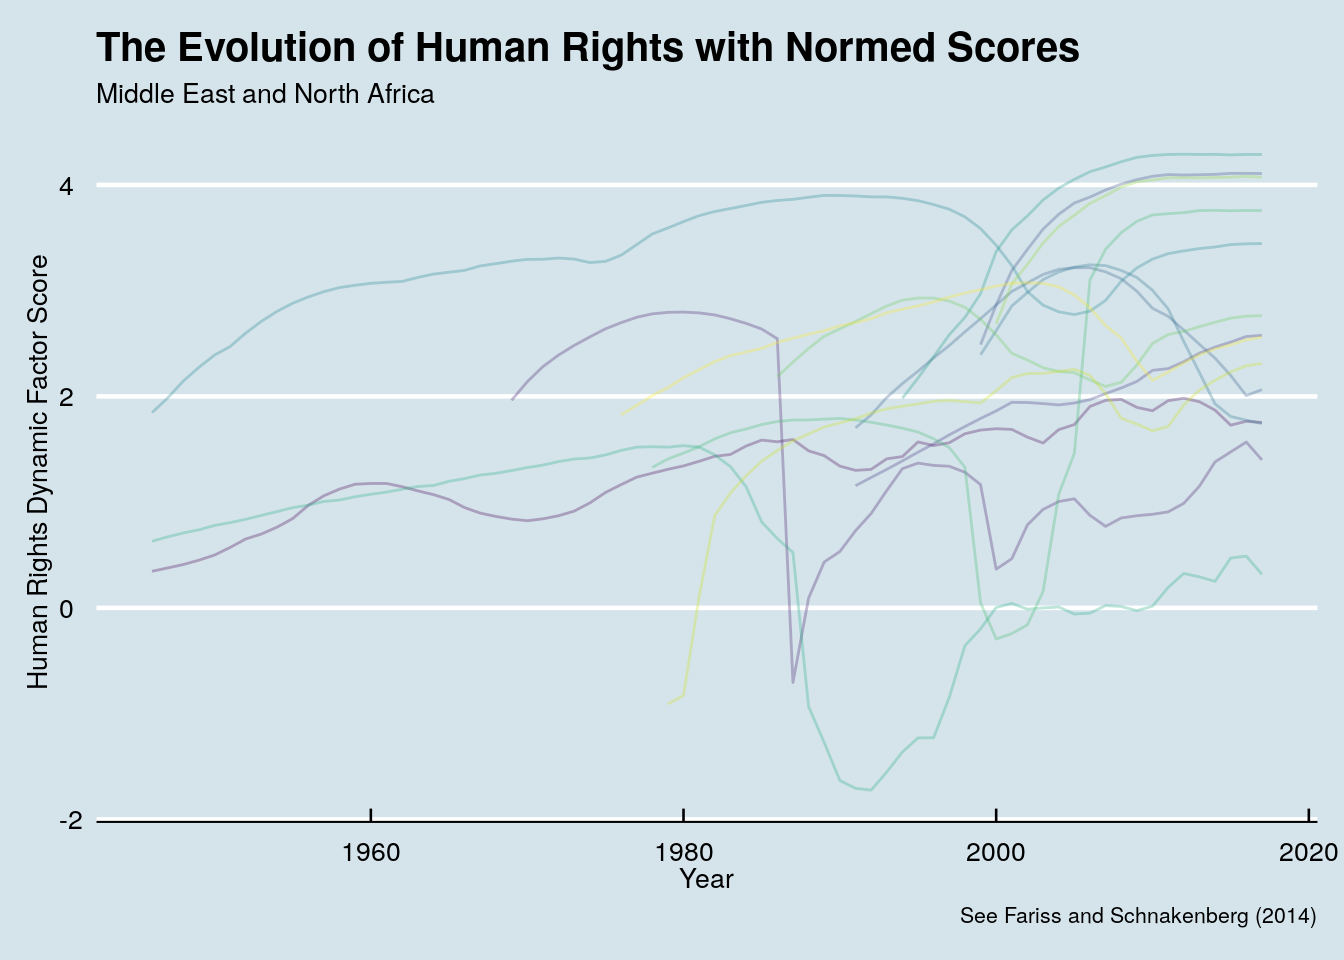 The Evolution of Human Rights with Normed Scores
Middle East and North Africa
Human Rights Dynamic Factor Score
4
2
0
-2
1960
1980
2000
2020
Year
See Fariss and Schnakenberg (2014)